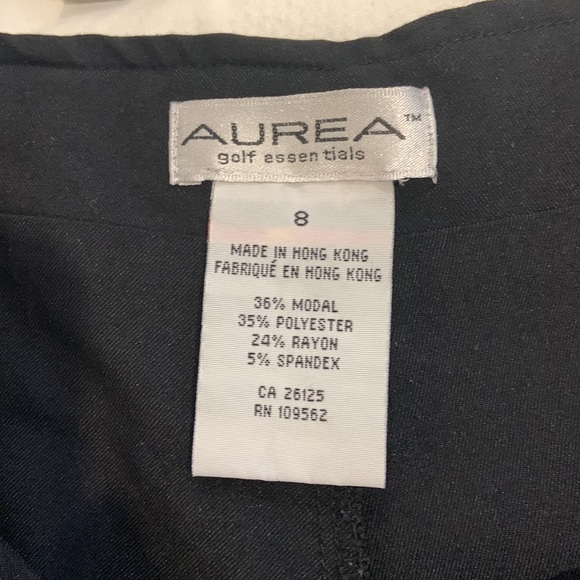 AUREA™
golf essentials
8
MADE IN HONG KONG
FABRIQUÉ EN HONG KONG
36% MODAL
35% POLYESTER
24% RAYON
5% SPANDEX
CA 26125
RN 109562